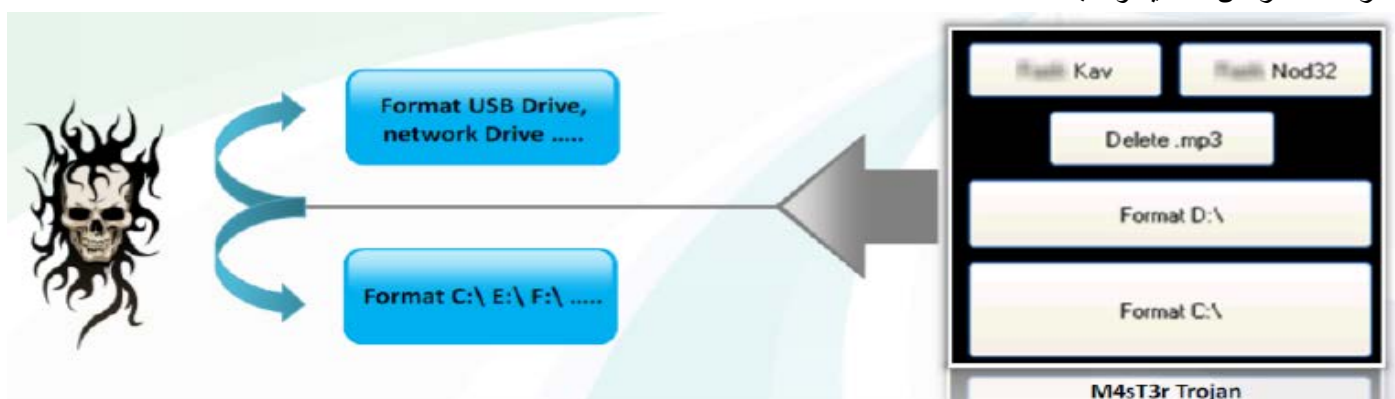 Format USB Drive,
network Drive .....
Format C:\ E:\ F:\ .....
Kav
Nod32
Delete .mp3
Format D:\
Format C:\
M4sT3r Trojan